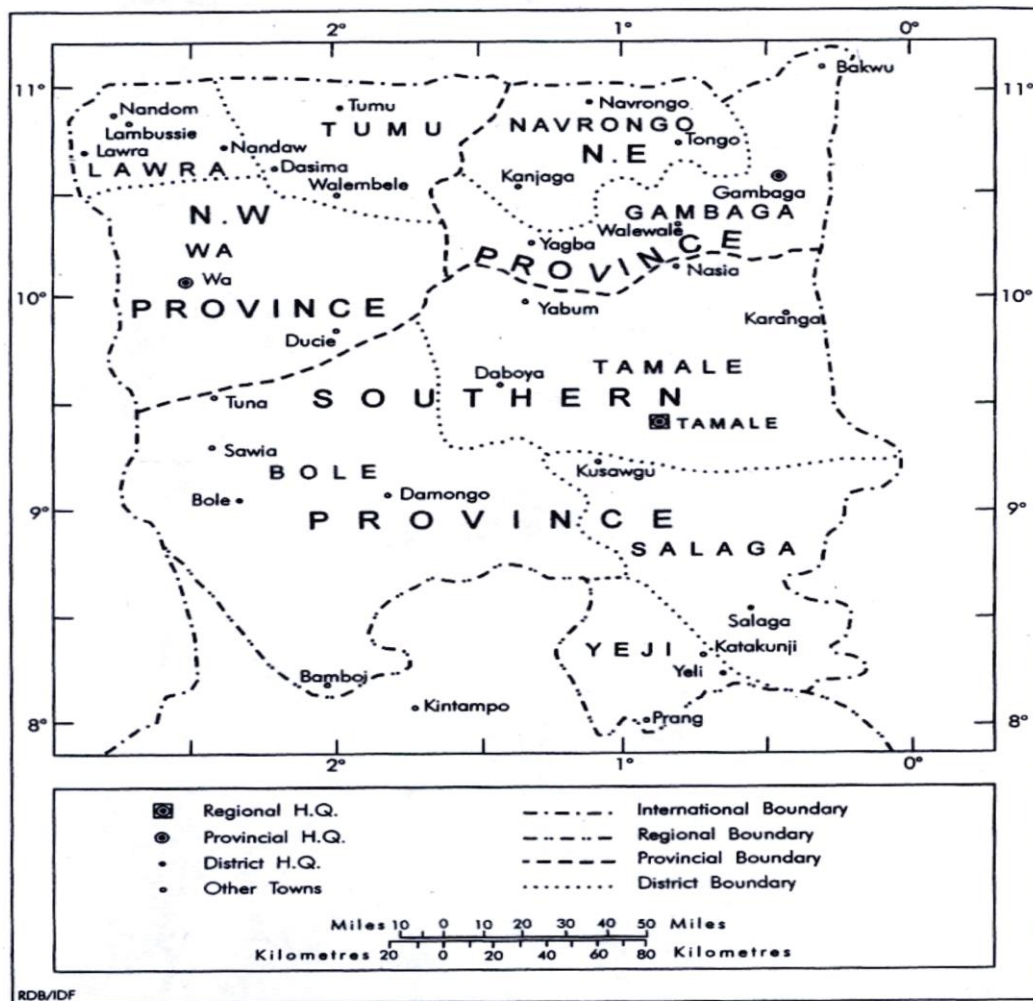 2° 1° 0°
Bakwu
11° 11°
Nandom
Tumu
Navrongo
Lambussie
TUMU
NAVRONGO
Lawra
Nandaw
Tongo
N.E
LAWRA
Dasima
Kanjaga
Gambaga
Walembele
N.W
GAMBAGA
Walewale
WA
Yagba
PROVINCE
Nasia
Wa
10° 10°
PROVINCE
Yabum
Karanga
Ducie
TAMALE
Daboya
SOUTHERN
Tuna
TAMALE
Sawia
BOLE
Kusawgu
Bole
Damongo
9° 9°
PROVINCE
SALAGA
Salaga
YEJI
Katakunji
Yeli
Bamboj
Kintampo
Prang
8° 8°
2° 1° 0°
Regional H.Q.
Provincial H.Q.
District H.Q.
Other Towns
International Boundary
Regional Boundary
Provincial Boundary
District Boundary
Miles 10 0 10 20 30 40 50 Miles
Kilometres 20 0 20 40 60 80 Kilometres
RDB/IDF